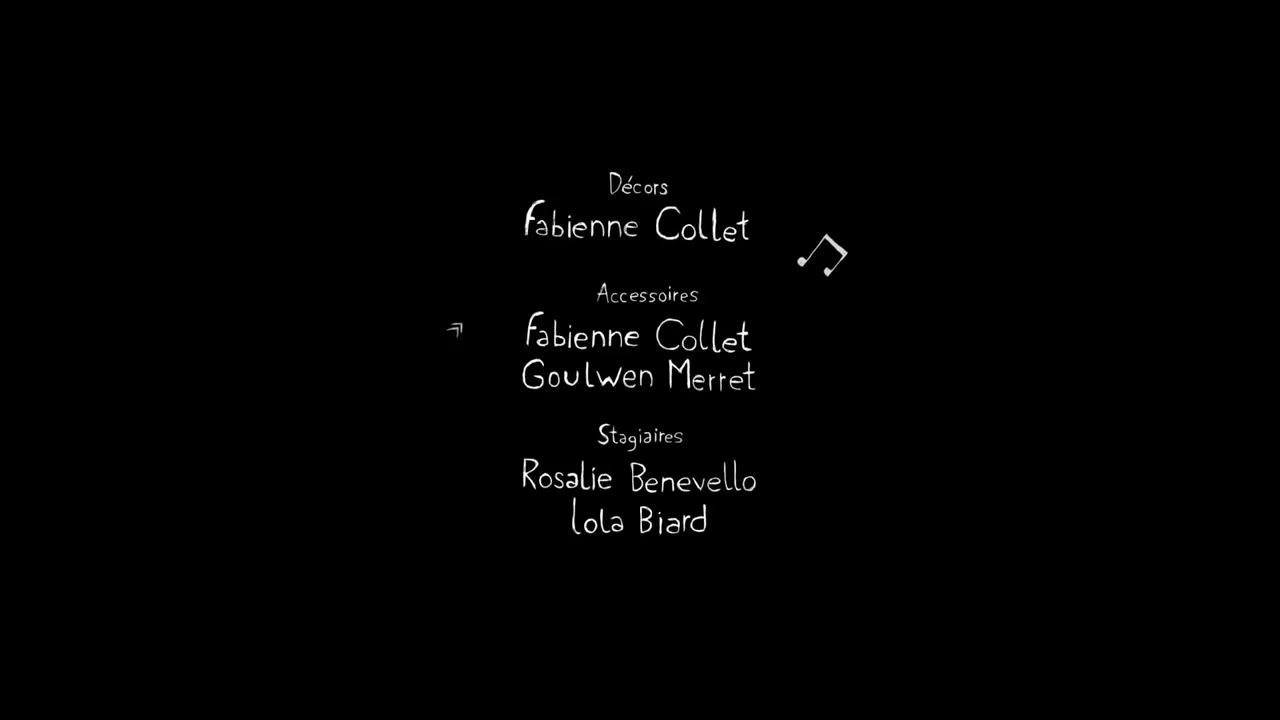 Décors
Fabienne Collet
Accessoires
Fabienne Collet
Goulwen Merret
Stagiaires
Rosalie Benevello
Lola Biard